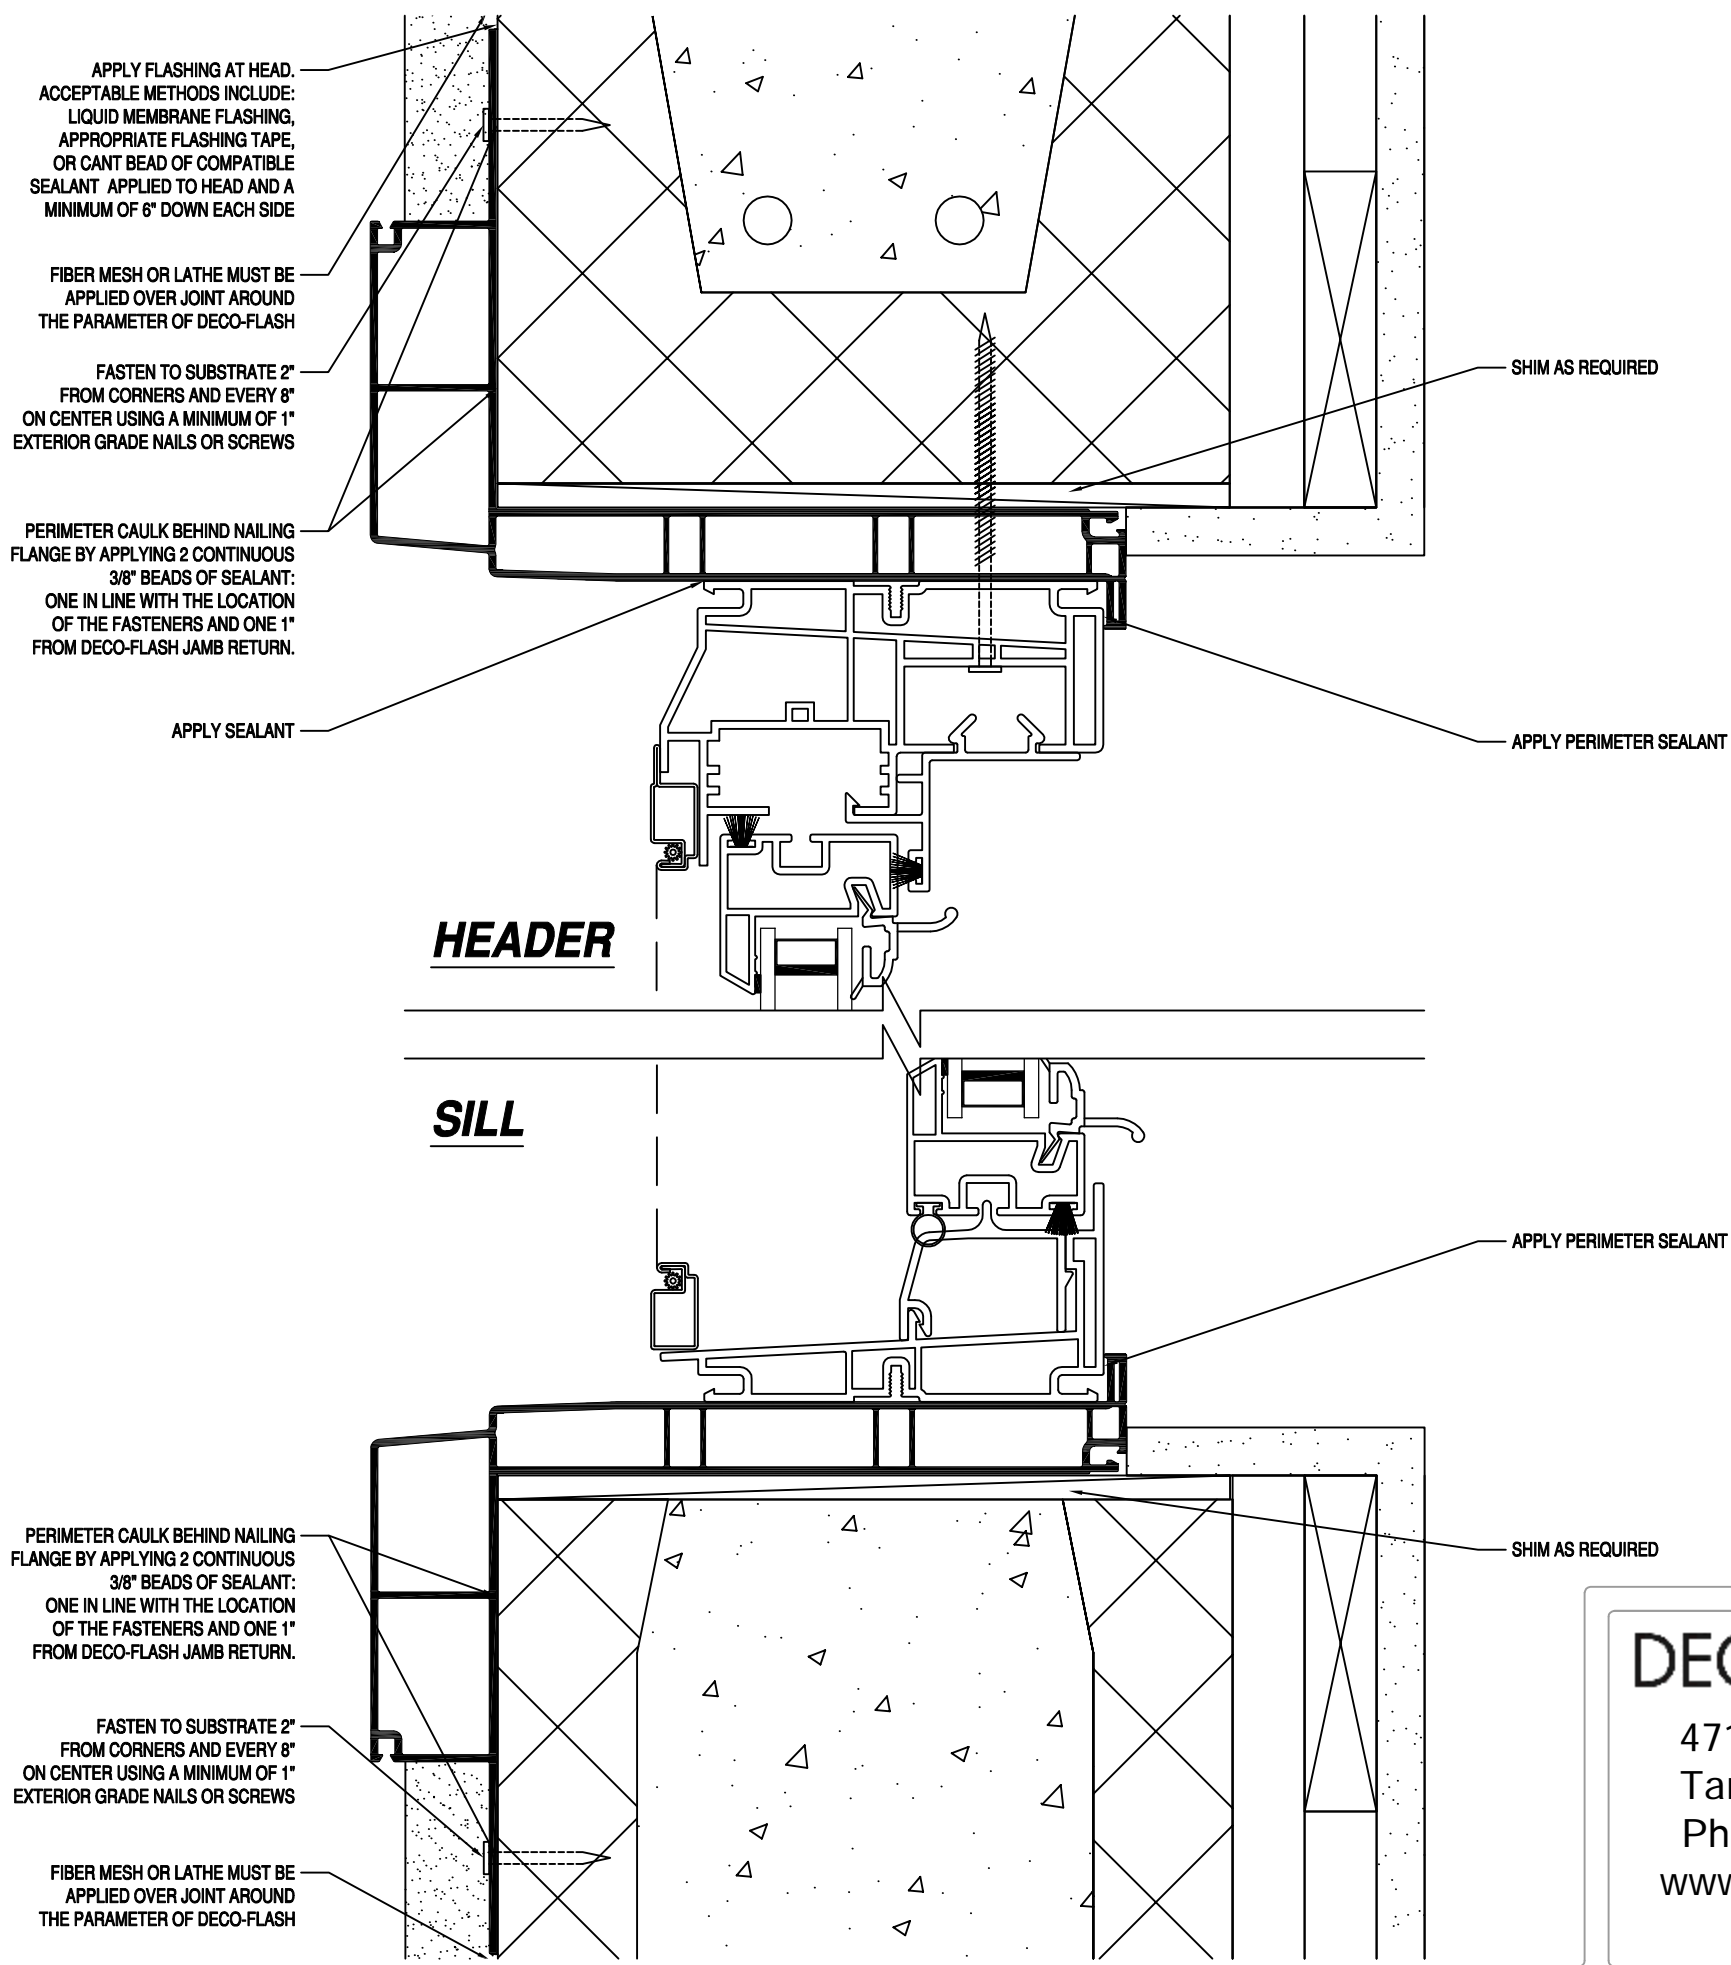 APPLY FLASHING AT HEAD.
ACCEPTABLE METHODS INCLUDE:
LIQUID MEMBRANE FLASHING,
APPROPRIATE FLASHING TAPE,
OR CANT BEAD OF COMPATIBLE
SEALANT APPLIED TO HEAD AND A
MINIMUM OF 6" DOWN EACH SIDE
FIBER MESH OR LATHE MUST BE
APPLIED OVER JOINT AROUND
THE PARAMETER OF DECO-FLASH
FASTEN TO SUBSTRATE 2"
FROM CORNERS AND EVERY 8"
ON CENTER USING A MINIMUM OF 1"
EXTERIOR GRADE NAILS OR SCREWS
SHIM AS REQUIRED
PERIMETER CAULK BEHIND NAILING
FLANGE BY APPLYING 2 CONTINUOUS
3/8" BEADS OF SEALANT:
ONE IN LINE WITH THE LOCATION
OF THE FASTENERS AND ONE 1"
FROM DECO-FLASH JAMB RETURN.
APPLY SEALANT
APPLY PERIMETER SEALANT
HEADER
SILL
APPLY PERIMETER SEALANT
PERIMETER CAULK BEHIND NAILING
FLANGE BY APPLYING 2 CONTINUOUS
3/8" BEADS OF SEALANT:
ONE IN LINE WITH THE LOCATION
OF THE FASTENERS AND ONE 1"
FROM DECO-FLASH JAMB RETURN.
SHIM AS REQUIRED
FASTEN TO SUBSTRATE 2"
FROM CORNERS AND EVERY 8"
ON CENTER USING A MINIMUM OF 1"
EXTERIOR GRADE NAILS OR SCREWS
FIBER MESH OR LATHE MUST BE
APPLIED OVER JOINT AROUND
THE PARAMETER OF DECO-FLASH
471
Ph
www